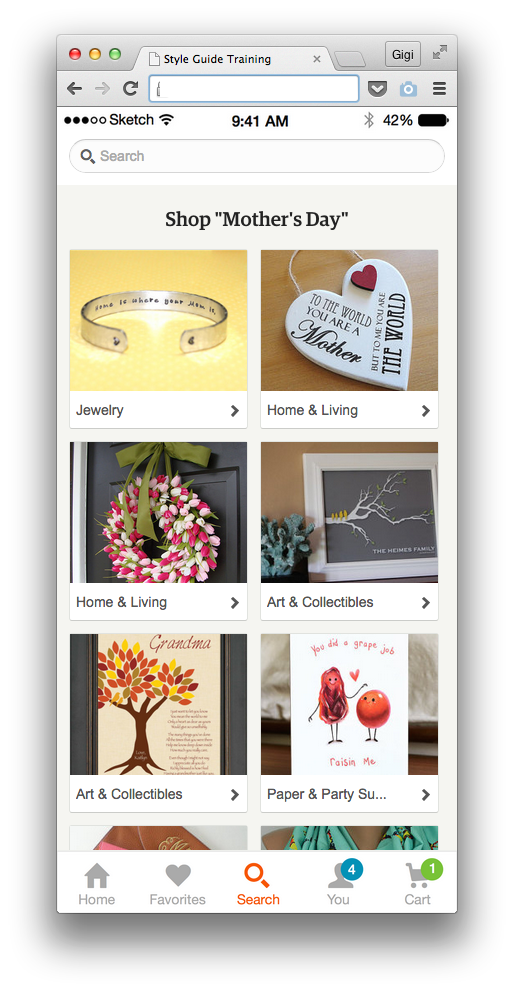 Style Guide Training
Gigi
Sketch
9:41 AM
42%
Search
Shop "Mother's Day"
Home is where your Mom is.
Jewelry
TO THE WORLD
YOU ARE A
Mother
BUT TO ME YOU ARE
THE WORLD
Home & Living
Home & Living
THE HEIMES FAMILY
Art & Collectibles
Grandma
Art & Collectibles
You did a grape job
raisin me
Paper & Party Su...
Home
Favorites
Search
4
You
1
Cart